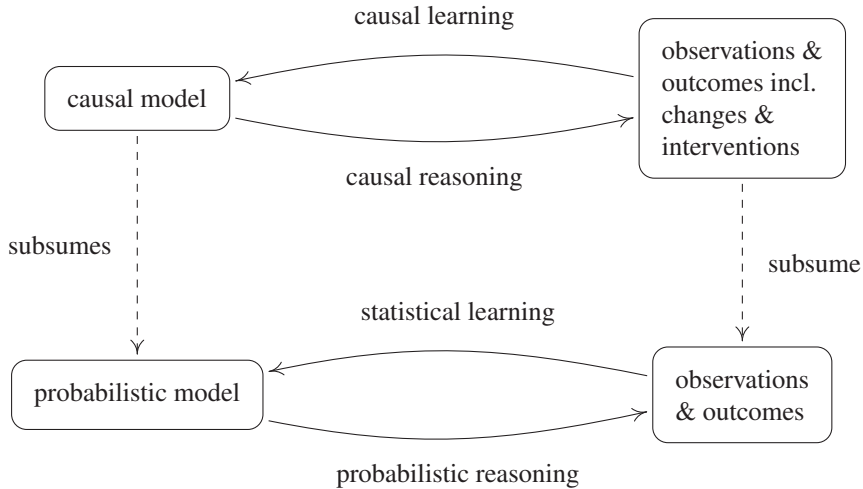 causal learning
causal model
observations &
outcomes incl.
changes &
interventions
causal reasoning
subsumes
subsume
statistical learning
probabilistic model
observations
& outcomes
probabilistic reasoning